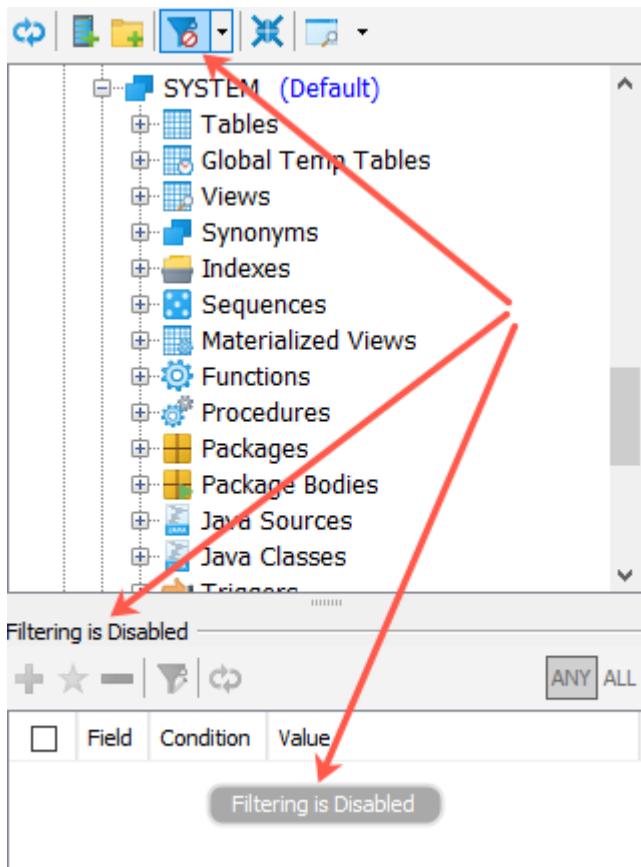 SYSTEM (Default)
Tables
Global Temp Tables
Views
Synonyms
Indexes
Sequences
Materialized Views
Functions
Procedures
Packages
Package Bodies
Java Sources
Java Classes
Triggers
Filtering is Disabled
ANY ALL
Field Condition Value
Filtering is Disabled